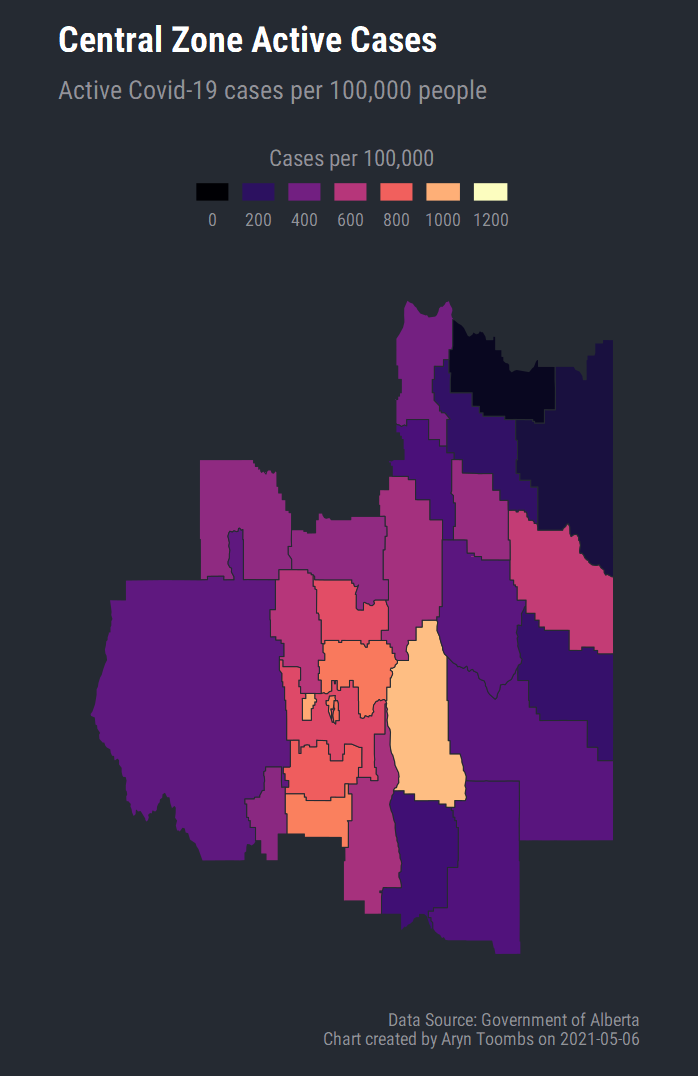 Central Zone Active Cases
Active Covid-19 cases per 100,000 people
Cases per 100,000
0 200 400 600 800 1000 1200
Data Source: Government of Alberta
Chart created by Aryn Toombs on 2021-05-06